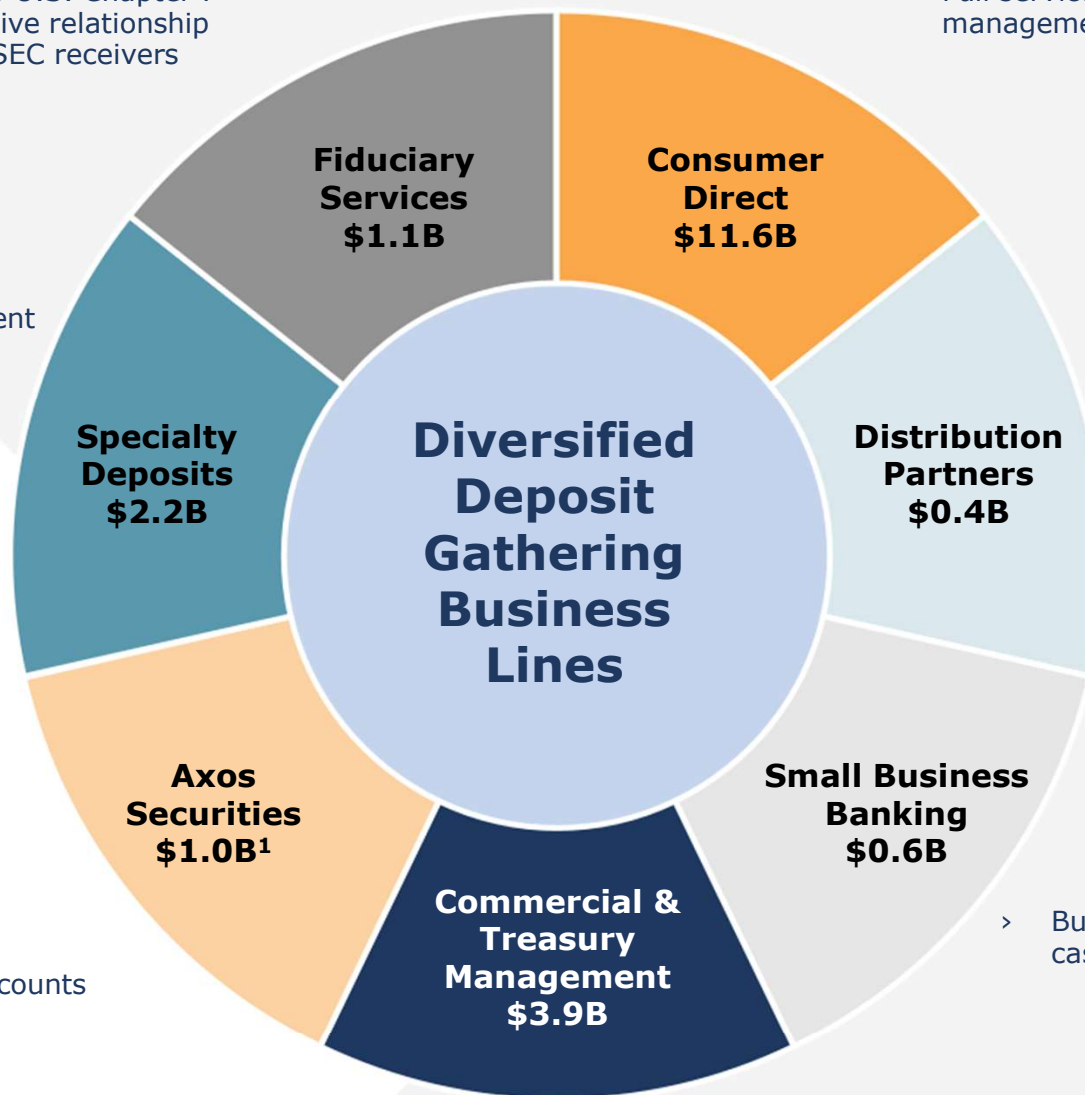 ive relationship
SEC receivers
manageme
Fiduciary
Services
$1.1B
Consumer
Direct
$11.6B
ent
Specialty
Deposits
$2.2B
Diversified
Deposit
Gathering
Business
Lines
Distribution
Partners
$0.4B
Axos
Securities
$1.0B¹
Small Business
Banking
$0.6B
Commercial &
Treasury
Management
$3.9B
› Bu
cas
counts